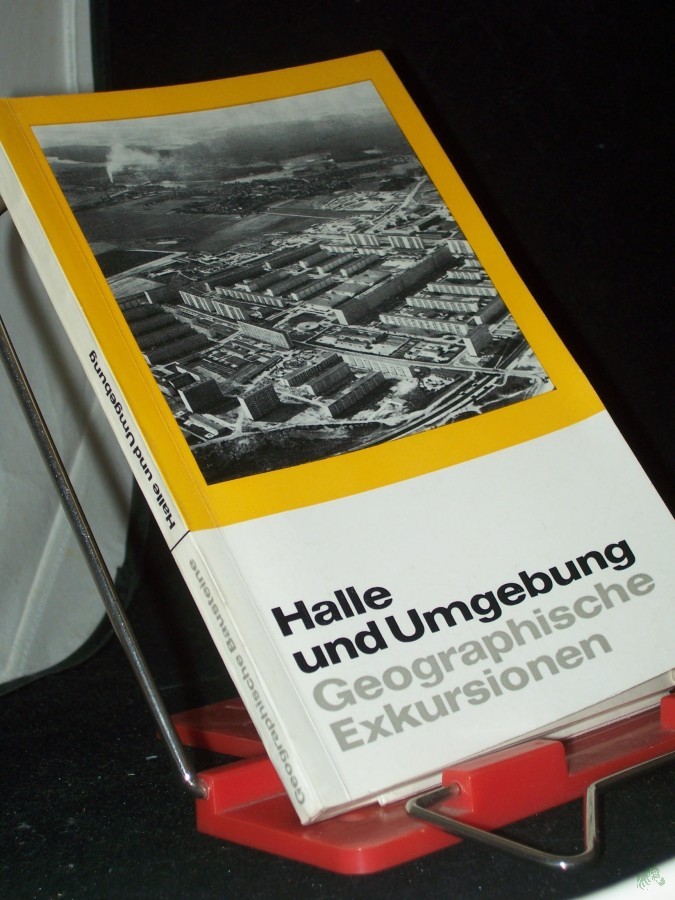 Halle
und Umgebung
Geographische
Exkursionen
Halle und Umgebung
Geographische Bausteine